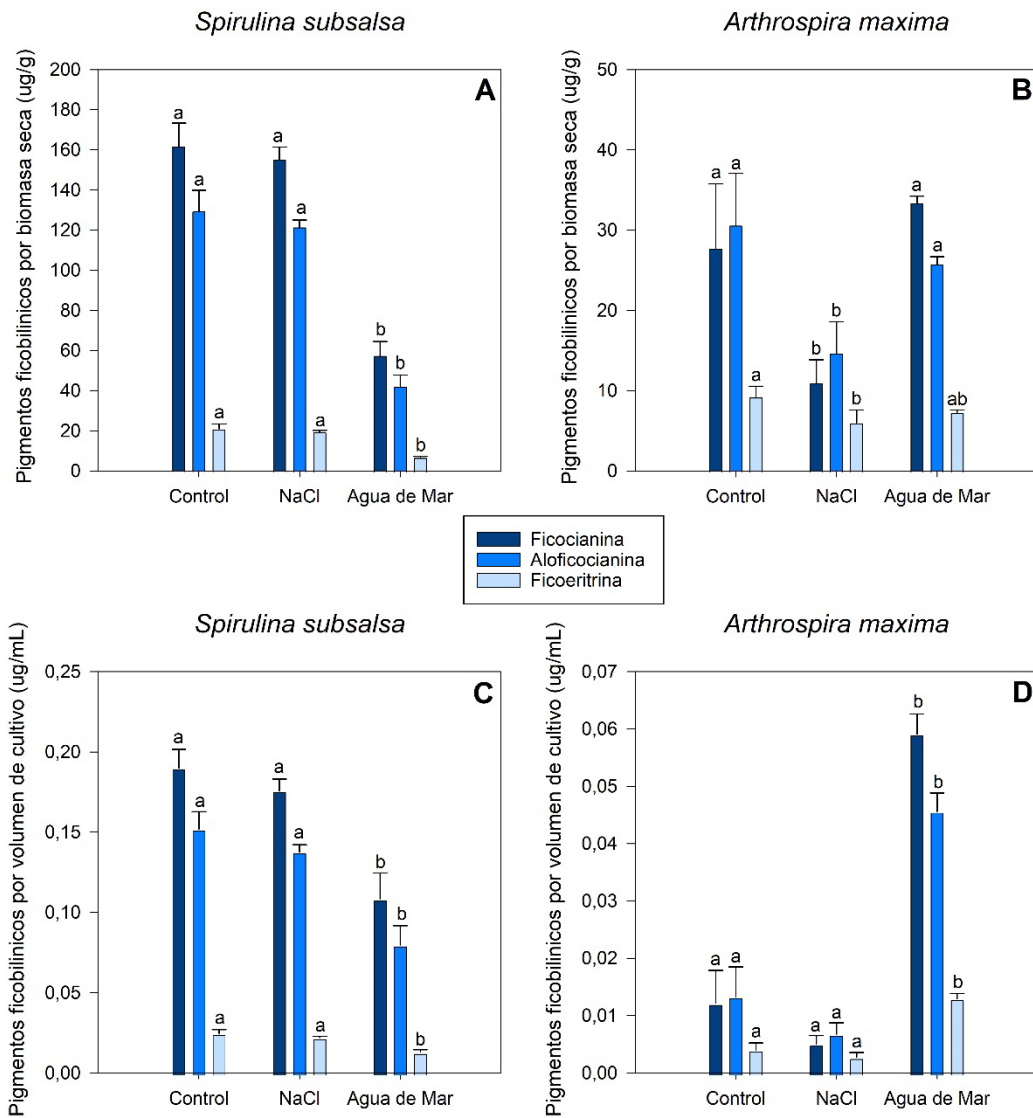 Spirulina subsalsa
Arthrospira maxima
Pigmentos ficobilinicos por biomasa seca (ug/g)
200
180
160
140
120
100
80
60
40
20
0
A
a
a
a
a
a
a
b
b
b
Control
NaCl
Agua de Mar
Pigmentos ficobilinicos por biomasa seca (ug/g)
50
40
30
20
10
0
B
a
a
a
b
b
b
a
a
ab
Control
NaCl
Agua de Mar
Ficocianina
Aloficocianina
Ficoeritrina
Spirulina subsalsa
Arthrospira maxima
Pigmentos ficobilinicos por volumen de cultivo (ug/mL)
0,25
0,20
0,15
0,10
0,05
0,00
C
a
a
a
a
a
a
b
b
b
Control
NaCl
Agua de Mar
Pigmentos ficobilinicos por volumen de cultivo (ug/mL)
0,07
0,06
0,05
0,04
0,03
0,02
0,01
0,00
D
a
a
a
a
a
a
b
b
b
Control
NaCl
Agua de Mar